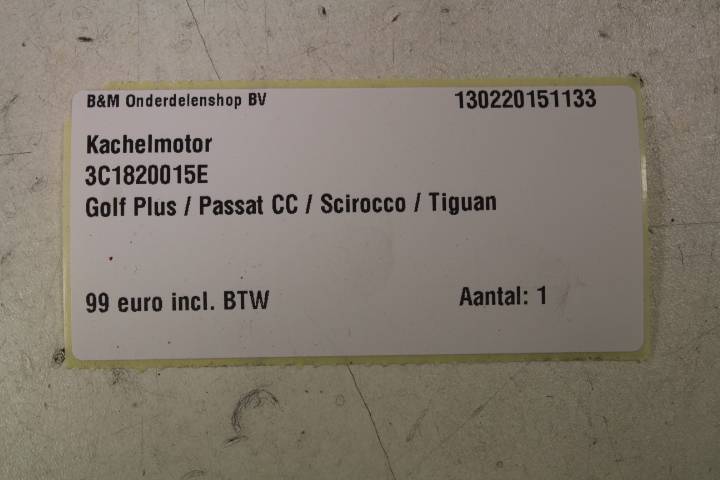 B&M Onderdelenshop BV 130220151133
Kachelmotor
3C1820015E
Golf Plus / Passat CC / Scirocco / Tiguan
99 euro incl. BTW Aantal: 1